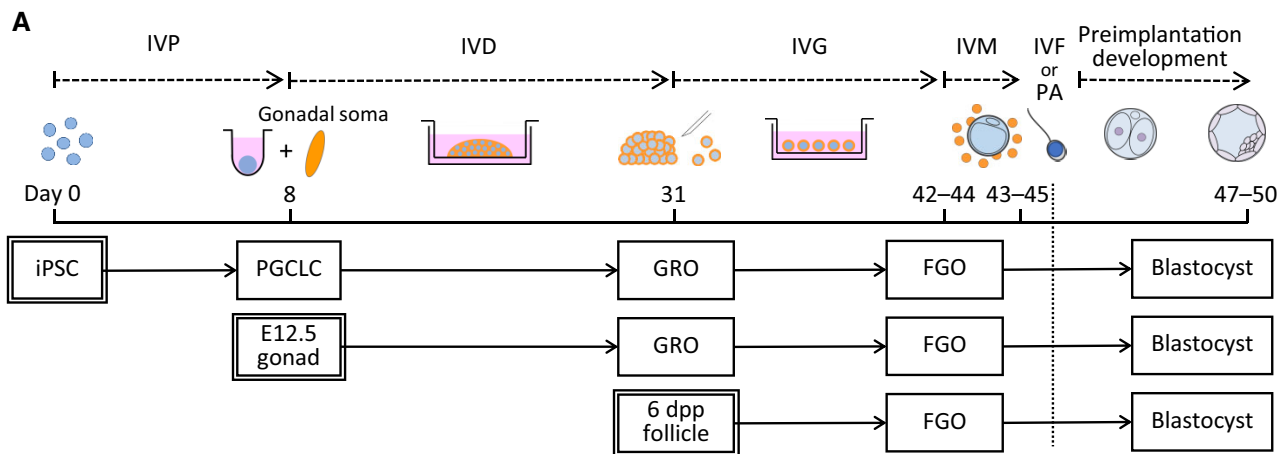 A
IVP
IVD
IVG
IVM
IVF
or
PA
Preimplantation
development
Gonadal soma
+
Day 0
8
31
42–44
43–45
47–50
iPSC
PGCLC
GRO
FGO
Blastocyst
E12.5
gonad
GRO
FGO
Blastocyst
6 dpp
follicle
FGO
Blastocyst